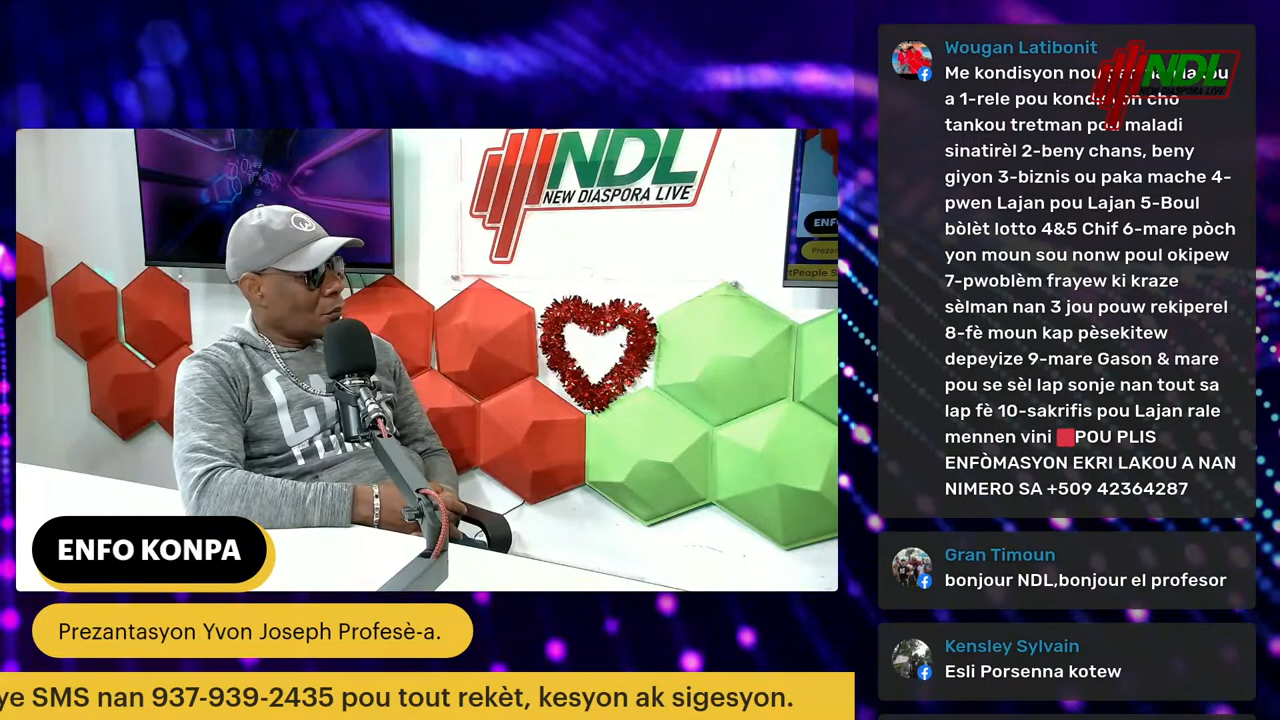 NDL
NEW DIASPORA LIVE
ENFO KONPA
Prezantasyon Yvon Joseph Profesè-a.
ye SMS nan 937-939-2435 pou tout rekèt, kesyon ak sigesyon.
Wougan Latibonit
Me kondisyon nou
a 1-rele pou cho
tankou tretman pou maladi
sinatirèl 2-beny chans, beny
giyon 3-biznis ou paka mache 4-
pwen Lajan pou Lajan 5-Boul
bòlèt lotto 4&5 Chif 6-mare pòch
yon moun sou nonw poul okipew
7-pwoblèm frayew ki kraze
sèlman nan 3 jou pouw rekiperel
8-fè moun kap pèsekitew
depeyize 9-mare Gason & mare
pou se sèl lap sonje nan tout sa
lap fè 10-sakrifis pou Lajan rale
mennen vini 🟥POU PLIS
ENFÒMASYON EKRI LAKOU A NAN
NIMERO SA +509 42364287
NDL
NEW DIASPORA LIVE
Gran Timoun
bonjour NDL,bonjour el profesor
Kensley Sylvain
Esli Porsenna kotew